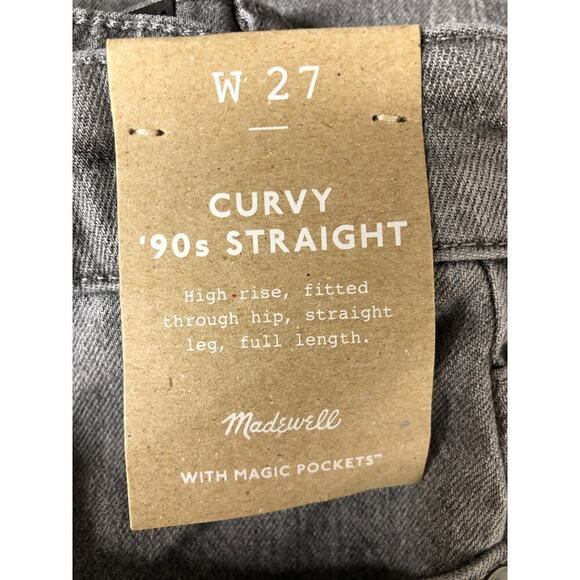 W 27
CURVY
'90s STRAIGHT
High rise, fitted
through hip, straight
leg, full length.
Madewell
WITH MAGIC POCKETS™